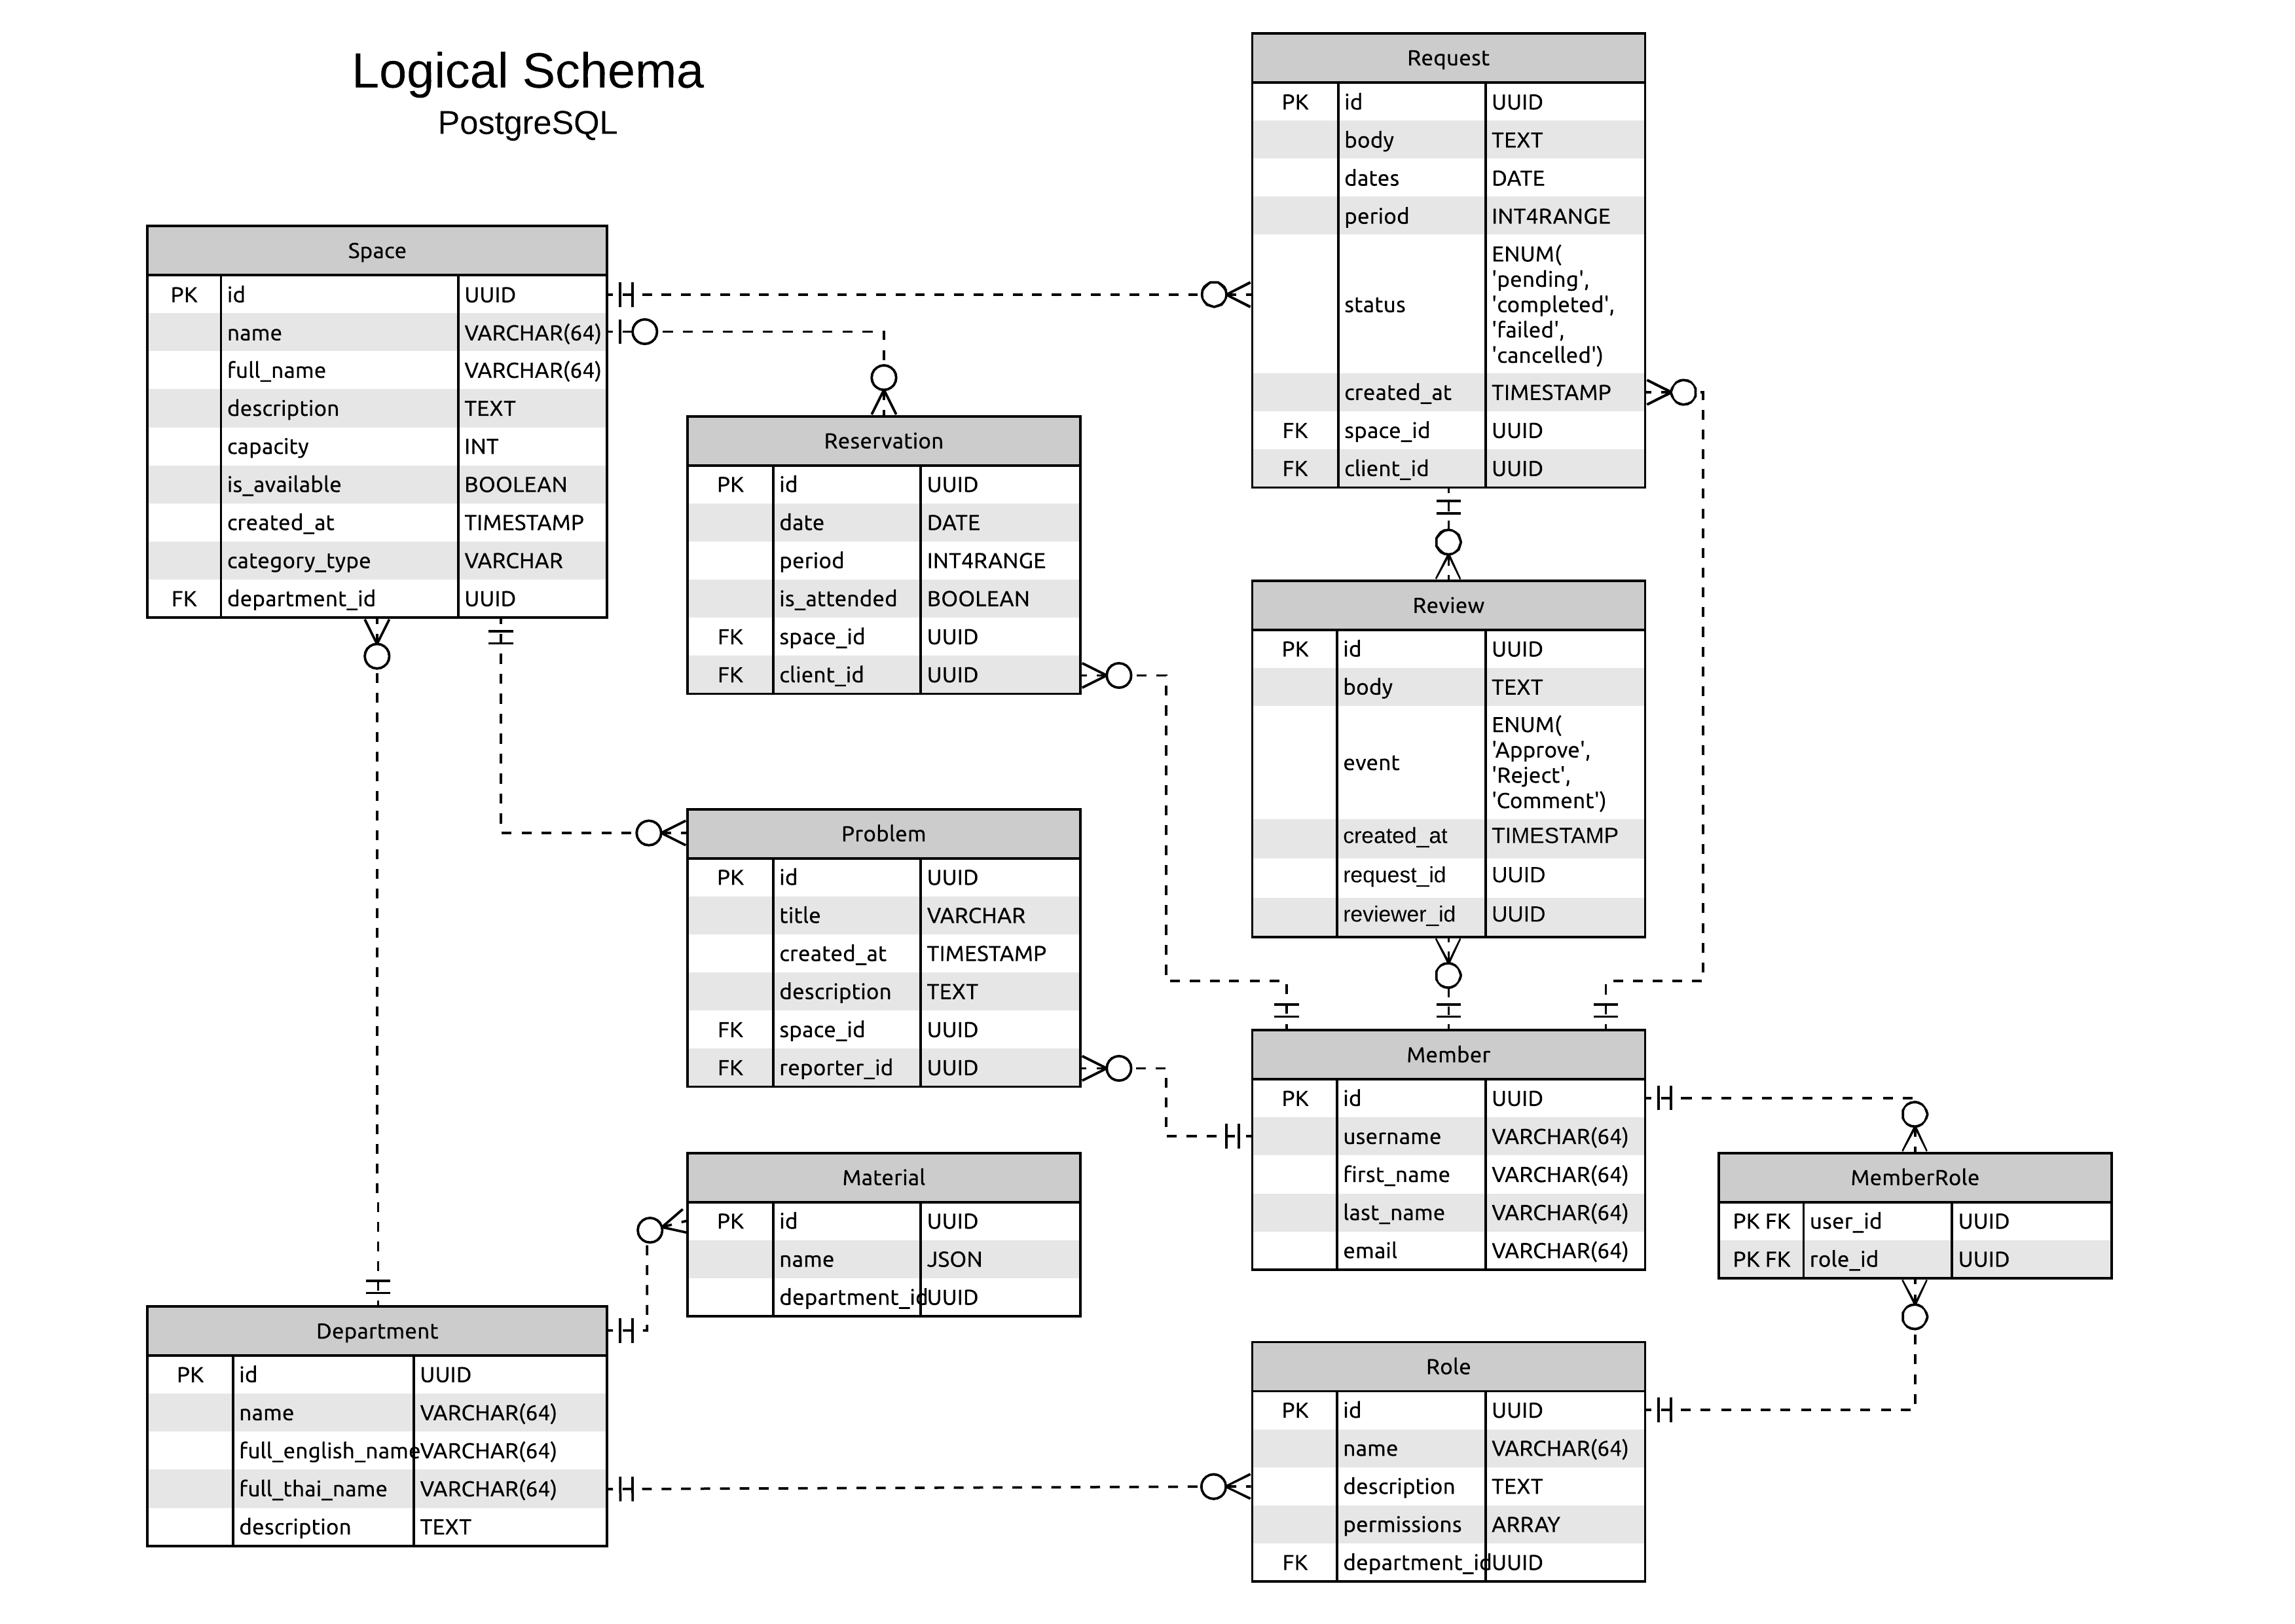 Logical Schema
PostgreSQL
Request
PK id UUID
body TEXT
dates DATE
period INT4RANGE
status ENUM(
'pending',
'completed',
'failed',
'cancelled')
created_at TIMESTAMP
FK space_id UUID
FK client_id UUID
Space
PK id UUID
name VARCHAR(64)
full_name VARCHAR(64)
description TEXT
capacity INT
is_available BOOLEAN
created_at TIMESTAMP
category_type VARCHAR
FK department_id UUID
Reservation
PK id UUID
date DATE
period INT4RANGE
is_attended BOOLEAN
FK space_id UUID
FK client_id UUID
Review
PK id UUID
body TEXT
event ENUM(
'Approve',
'Reject',
'Comment')
created_at TIMESTAMP
request_id UUID
reviewer_id UUID
Problem
PK id UUID
title VARCHAR
created_at TIMESTAMP
description TEXT
FK space_id UUID
FK reporter_id UUID
Member
PK id UUID
username VARCHAR(64)
first_name VARCHAR(64)
last_name VARCHAR(64)
email VARCHAR(64)
MemberRole
PK FK user_id UUID
PK FK role_id UUID
Material
PK id UUID
name JSON
department_id UUID
Department
PK id UUID
name VARCHAR(64)
full_english_name VARCHAR(64)
full_thai_name VARCHAR(64)
description TEXT
Role
PK id UUID
name VARCHAR(64)
description TEXT
permissions ARRAY
FK department_id UUID